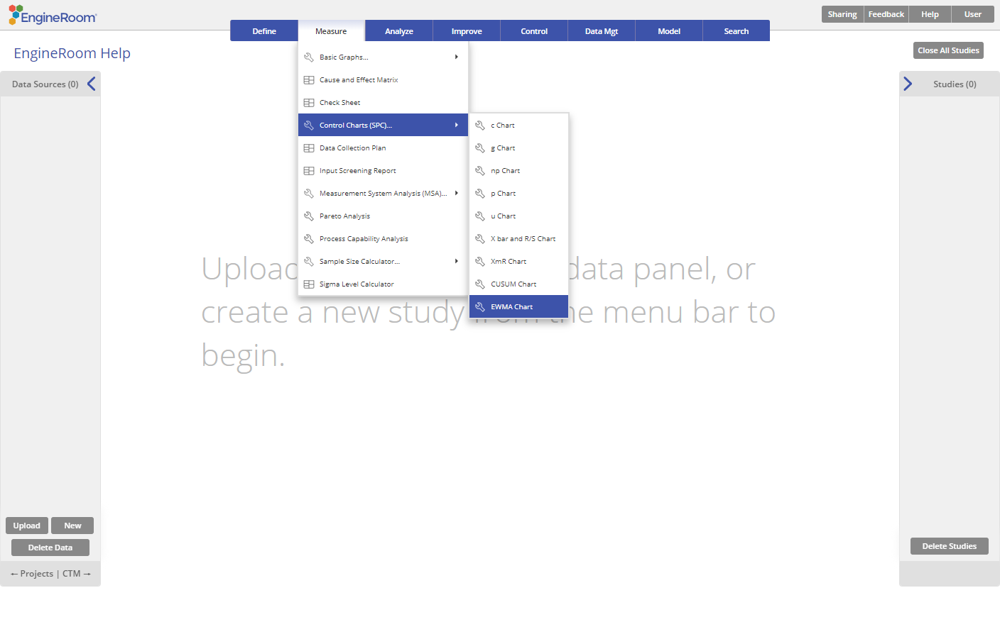 EngineRoom
Sharing Feedback Help User
Define Measure Analyze Improve Control Data Mgt Model Search
EngineRoom Help
Close All Studies
Data Sources (0)
Studies (0)
Basic Graphs...
Cause and Effect Matrix
Check Sheet
Control Charts (SPC)...
Data Collection Plan
Input Screening Report
Measurement System Analysis (MSA)...
Pareto Analysis
Process Capability Analysis
Sample Size Calculator...
Sigma Level Calculator
c Chart
g Chart
np Chart
p Chart
u Chart
X bar and R/S Chart
XmR Chart
CUSUM Chart
EWMA Chart
Upload data panel, or
create a new study from the menu bar to
begin.
Upload New
Delete Data
Delete Studies
← Projects | CTM →